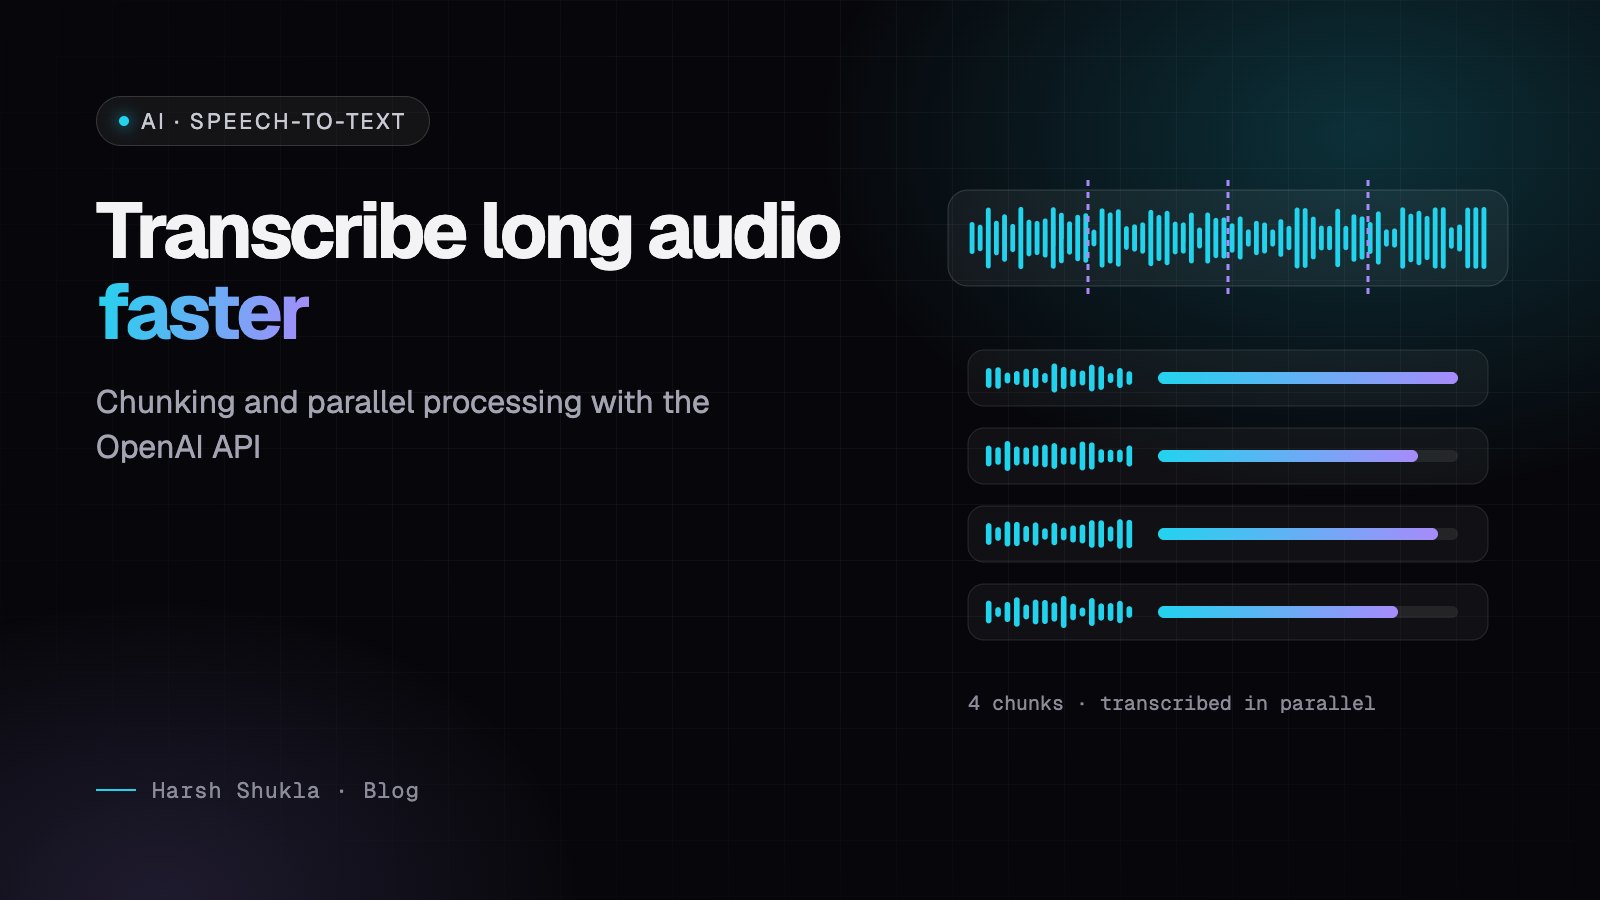 AI · SPEECH-TO-TEXT
Transcribe long audio
faster
Chunking and parallel processing with the
OpenAI API
4 chunks · transcribed in parallel
Harsh Shukla · Blog